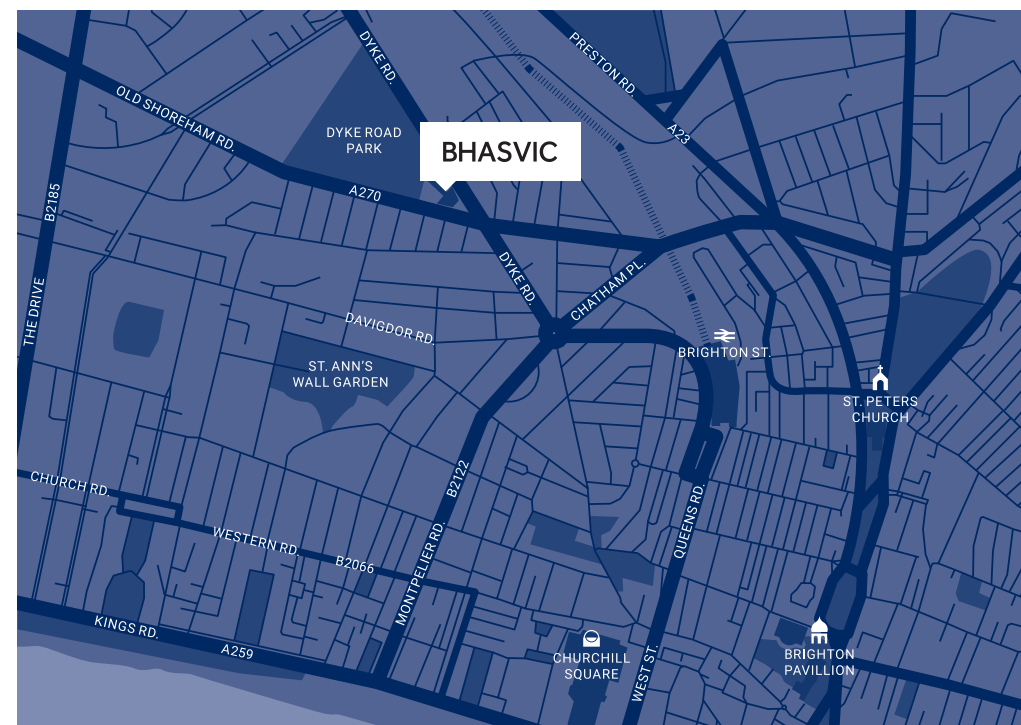 DYKE RD.
PRESTON RD.
OLD SHOREHAM RD.
A23
DYKE ROAD
PARK
BHASVIC
B2185
A270
DYKE RD.
CHATHAM PL.
THE DRIVE
DAVIGDOR RD.
BRIGHTON ST.
ST. ANN'S
WALL GARDEN
ST. PETERS
CHURCH
B2122
CHURCH RD.
QUEENS RD.
WESTERN RD.
B2066
MONTPELIER RD.
KINGS RD.
A259
CHURCHILL
SQUARE
WEST ST.
BRIGHTON
PAVILLION